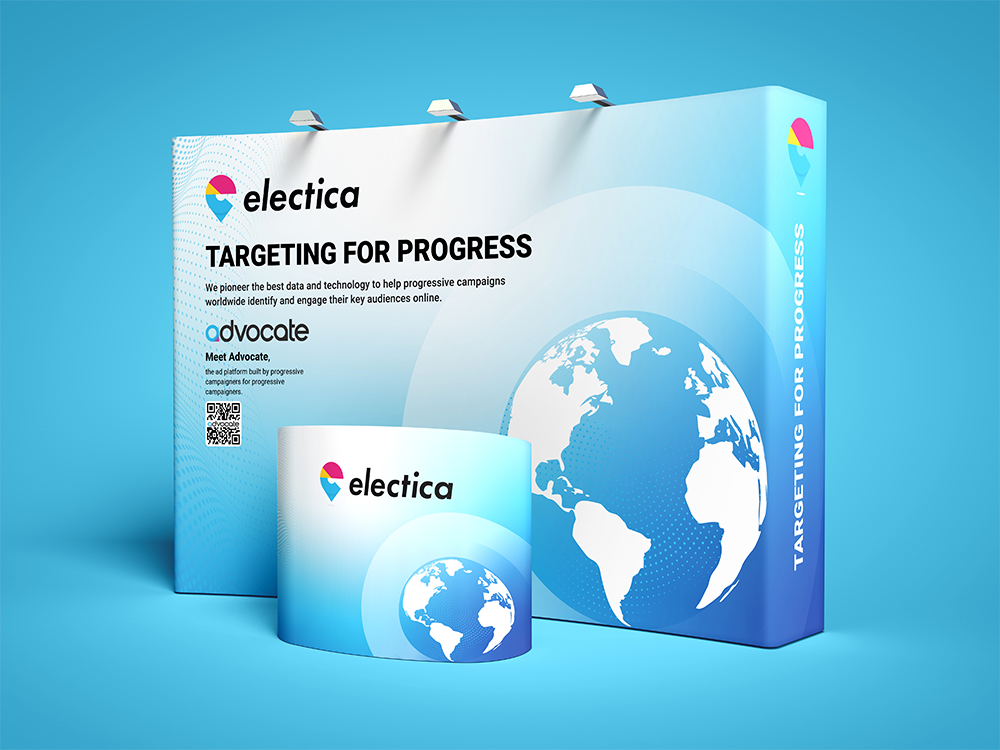 electica
TARGETING FOR PROGRESS
We pioneer the best data and technology to help progressive campaigns
worldwide identify and engage their key audiences online.
advocate
Meet Advocate,
the ad platform built by progressive
campaigners for progressive
campaigners.
advocate
electica
TARGETING FOR PROGRESS